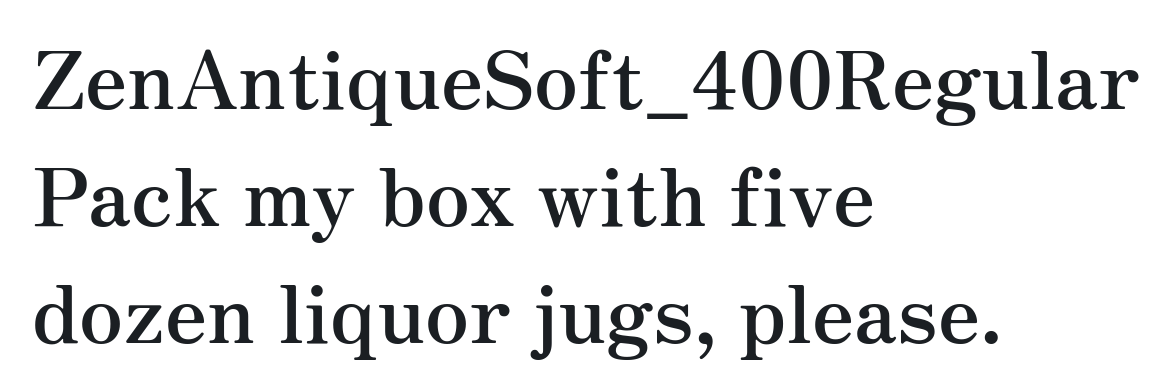 ZenAntiqueSoft_400Regular
Pack my box with five
dozen liquor jugs, please.